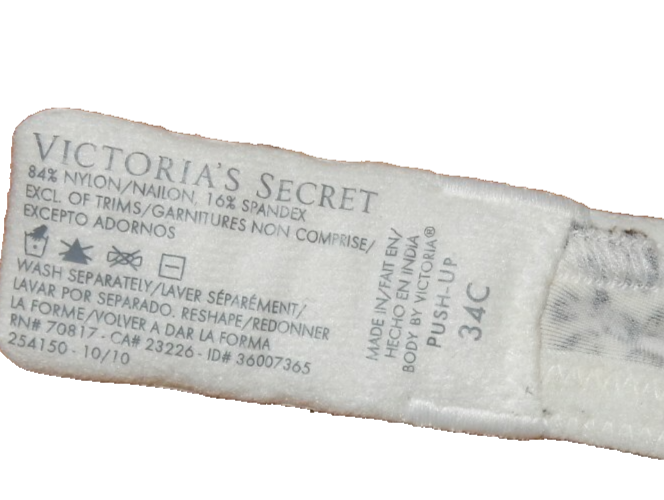 VICTORIA'S SECRET
84% NYLON/NAILON, 16% SPANDEX
EXCL. OF TRIMS/GARNITURES NON COMPRISE/
EXCEPTO ADORNOS
WASH SEPARATELY/LAVER SÉPARÉMENT/
LAVAR POR SEPARADO. RESHAPE/REDONNER
LA FORME/VOLVER A DAR LA FORMA
RN# 70817 - CA# 23226 - ID# 36007365
254150 - 10/10
MADE IN/FAIT EN/
HECHO EN INDIA
BODY BY VICTORIA®
PUSH-UP
34C